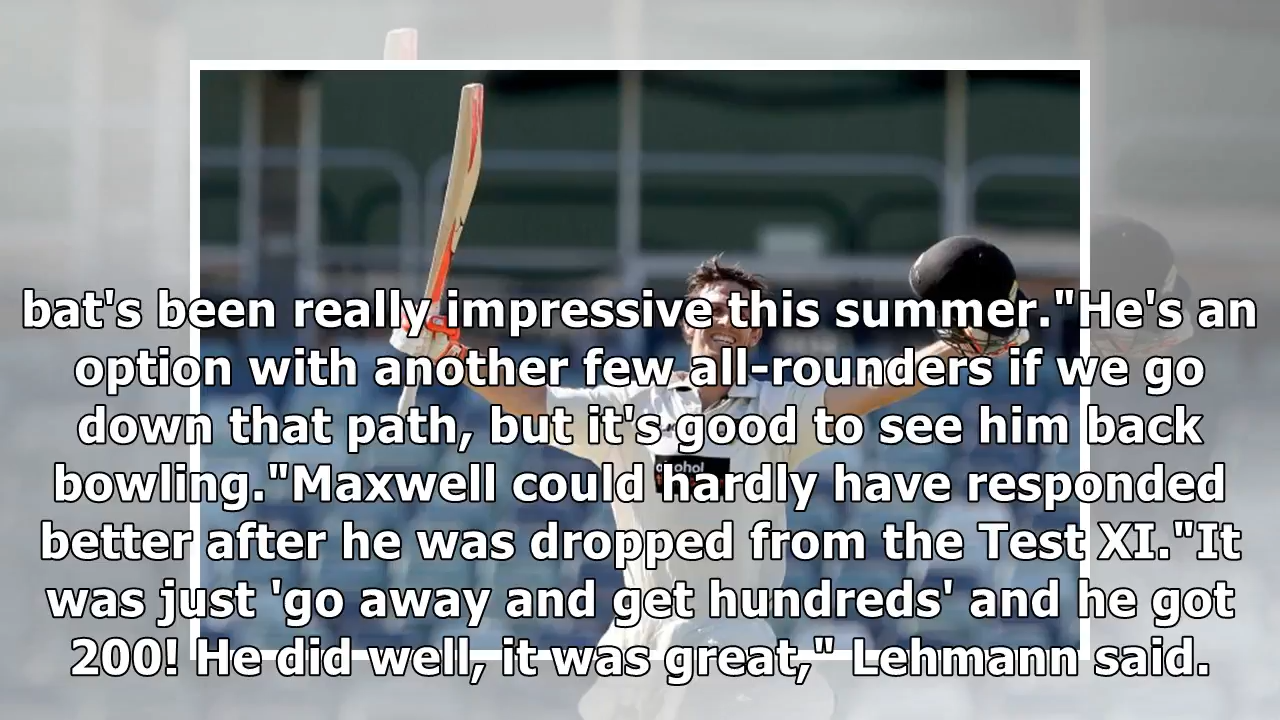 bat's been really impressive this summer."He's an
option with another few all-rounders if we go
down that path, but it's good to see him back
bowling."Maxwell could hardly have responded
better after he was dropped from the Test XI."It
was just 'go away and get hundreds' and he got
200! He did well, it was great," Lehmann said.